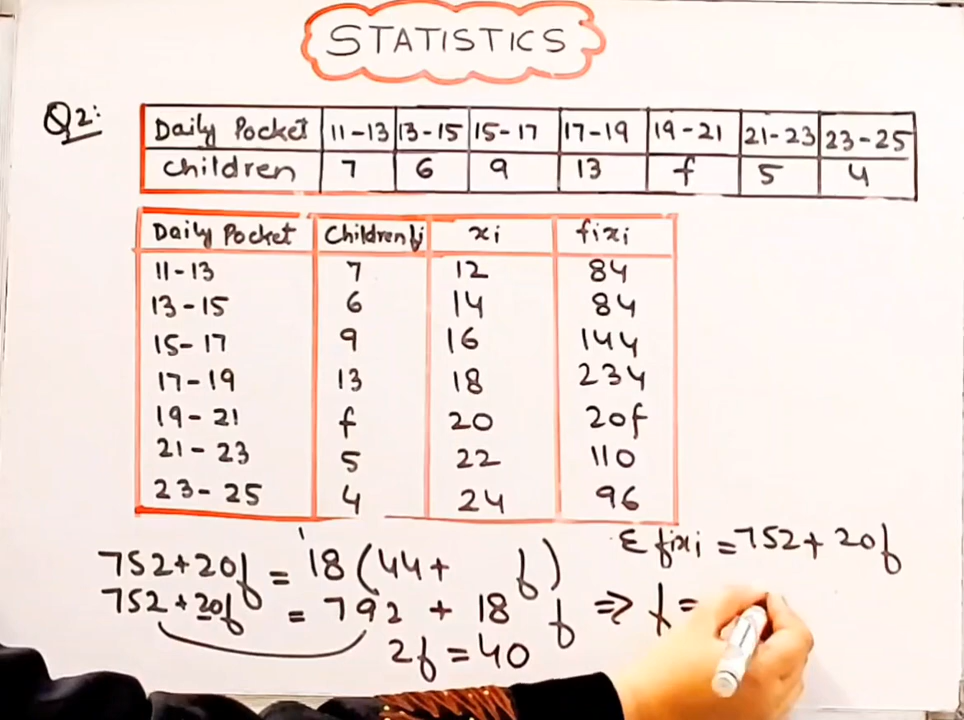 STATISTICS
Q2:
Daily Pocket 11-13 13-15 15-17 17-19 19-21 21-23 23-25
Children 7 6 9 13 f 5 4
Daily Pocket Children fi xi fixi
11-13 7 12 84
13-15 6 14 84
15-17 9 16 144
17-19 13 18 234
19-21 f 20 20f
21-23 5 22 110
23-25 4 24 96
Σ fixi = 752 + 20f
752+20f = 18(44+ f)
752+20f = 792 + 18 f ⇒ f =
2f = 40